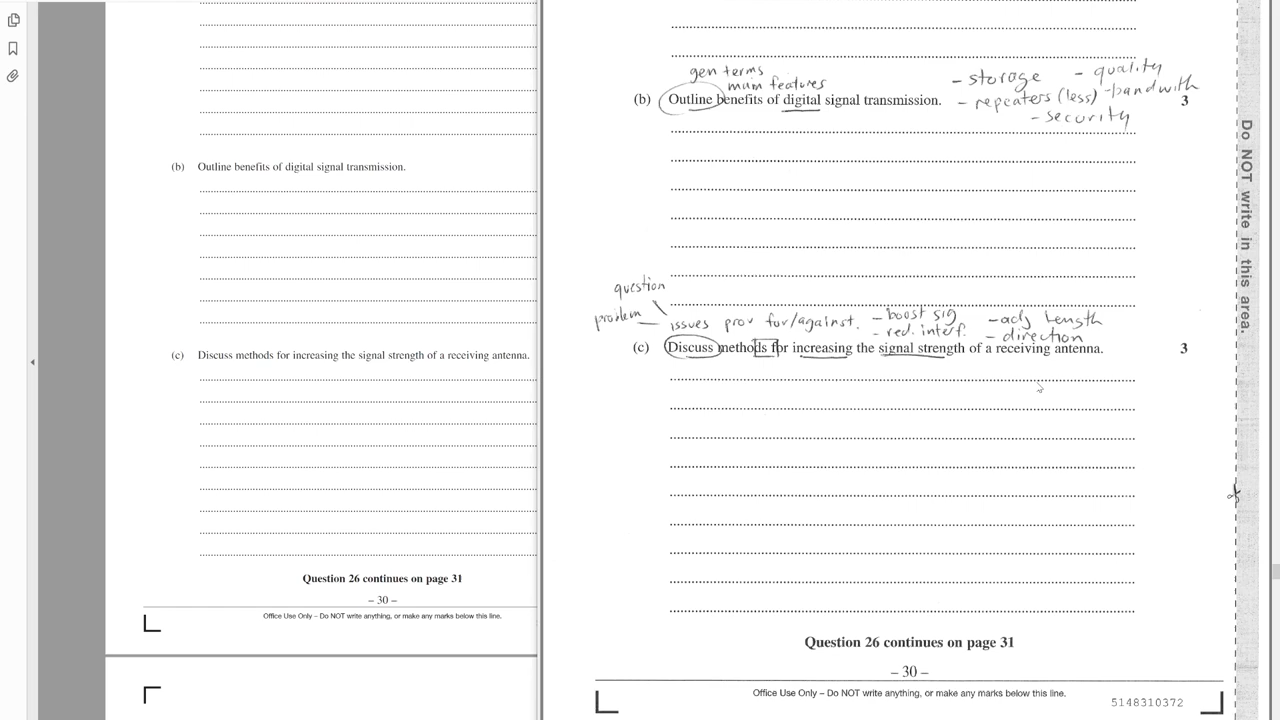 (b) Outline benefits of digital signal transmission.
(c) Discuss methods for increasing the signal strength of a receiving antenna.
Question 26 continues on page 31
– 30 –
Office Use Only – Do NOT write anything, or make any marks below this line.
gen terms
main features
- storage - quality
- repeaters (less) - bandwith
- security
(b) Outline benefits of digital signal transmission. 3
question
problem
issues prov for/against.
- boost sig - adj length
- red. interf. - direction
(c) Discuss methods for increasing the signal strength of a receiving antenna. 3
Question 26 continues on page 31
– 30 –
Office Use Only – Do NOT write anything, or make any marks below this line.
5148310372
Do NOT write in this area.